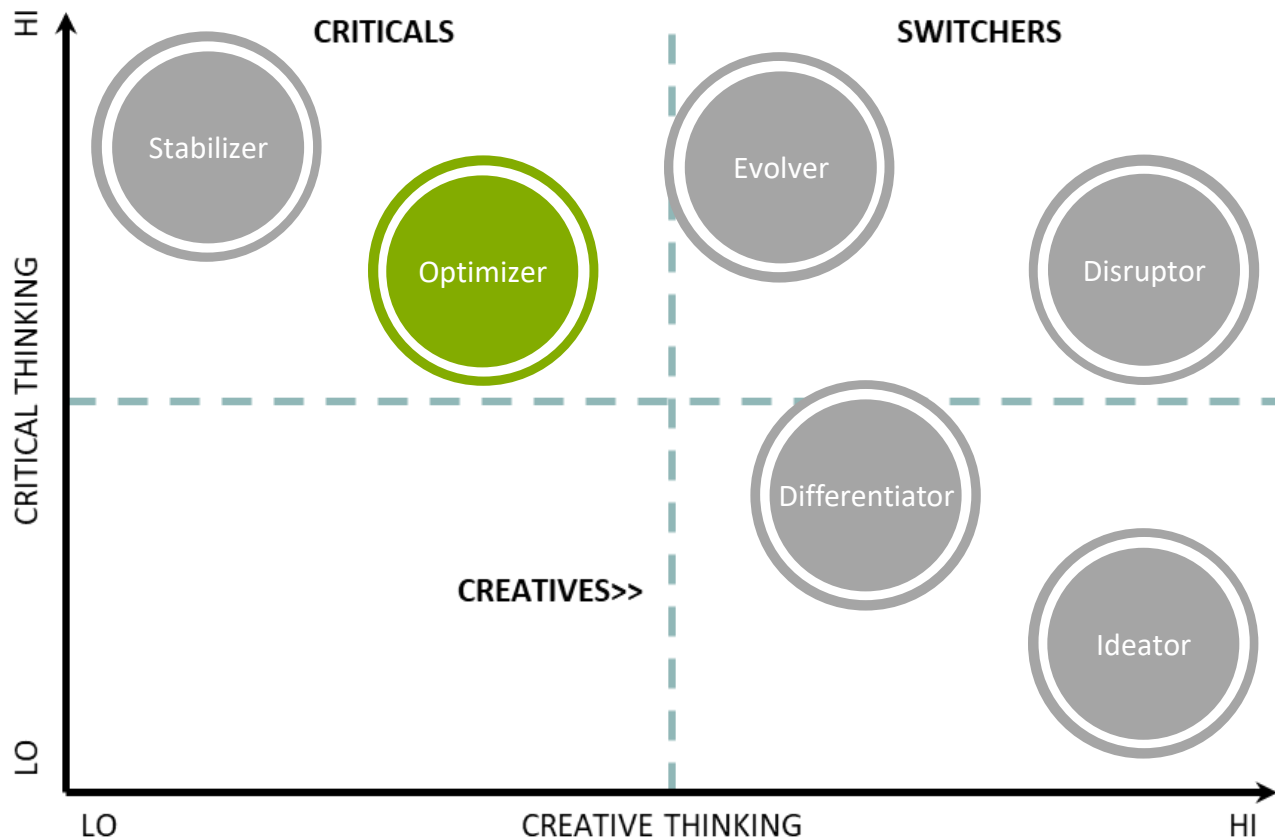 HI
CRITICALS
SWITCHERS
Stabilizer
Evolver
Optimizer
Disruptor
CRITICAL THINKING
Differentiator
CREATIVES>>
Ideator
LO
LO
CREATIVE THINKING
HI